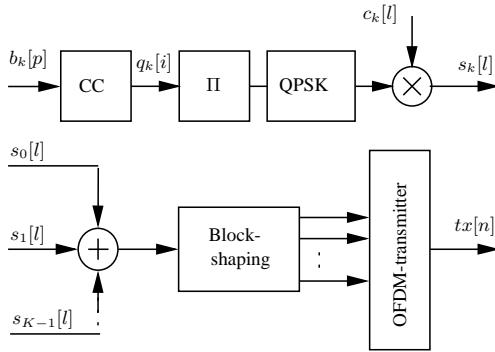 c_k[l]
b_k[p] CC q_k[i] Π QPSK × s_k[l]
s_0[l]
s_1[l] + Block-
shaping
OFDM-transmitter
tx[n]
s_{K−1}[l]